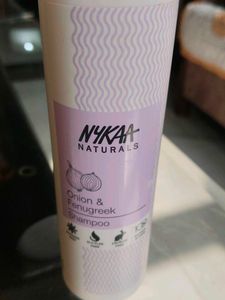 NYKAA
NATURALS
Onion &
Fenugreek
Shampoo